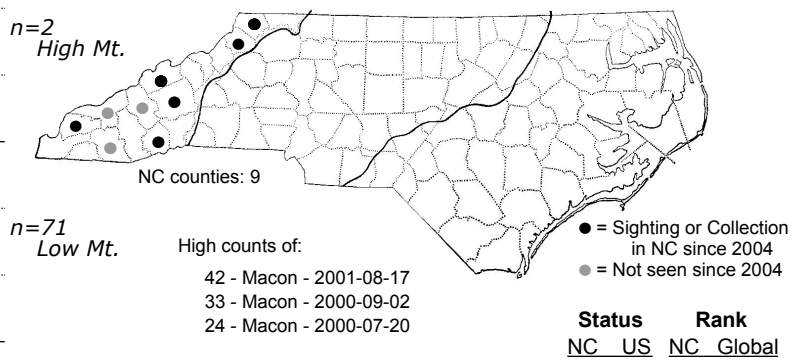 n=2
High Mt.
NC counties: 9
n=71
Low Mt.
High counts of:
42 - Macon - 2001-08-17
33 - Macon - 2000-09-02
24 - Macon - 2000-07-20
● = Sighting or Collection
in NC since 2004
● = Not seen since 2004
Status Rank
NC US NC Global